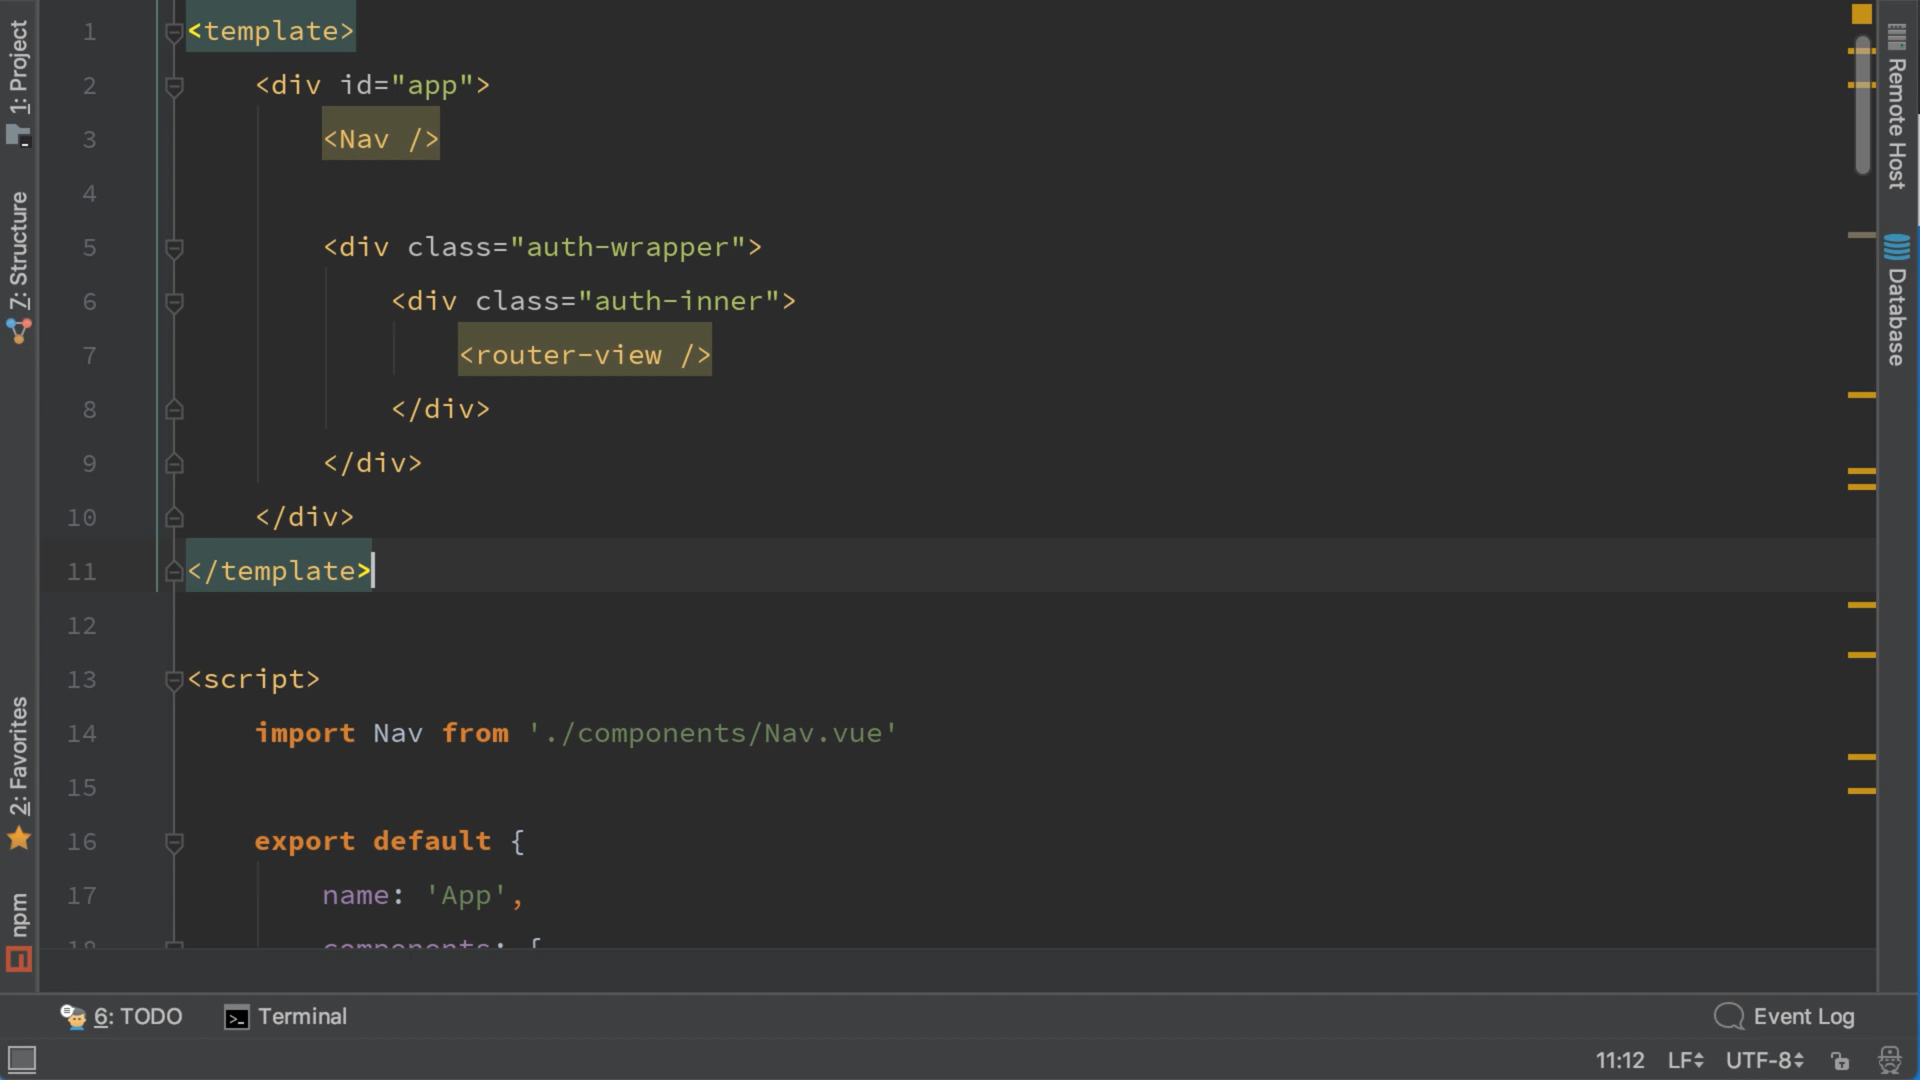 1: Project
7: Structure
2: Favorites
npm
1 <template>
2 <div id="app">
3 <Nav />
4
5 <div class="auth-wrapper">
6 <div class="auth-inner">
7 <router-view />
8 </div>
9 </div>
10 </div>
11 </template>
12
13 <script>
14 import Nav from './components/Nav.vue'
15
16 export default {
17 name: 'App',
18 components: {
Remote Host
Database
6: TODO Terminal Event Log
11:12 LF UTF-8